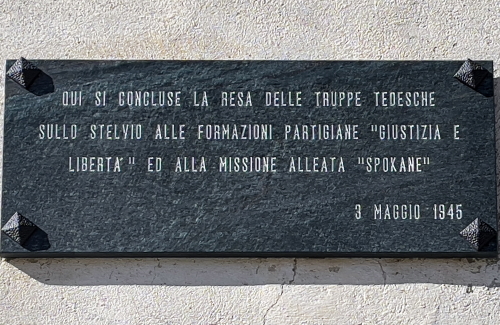 QUI SI CONCLUSE LA RESA DELLE TRUPPE TEDESCHE
SULLO STELVIO ALLE FORMAZIONI PARTIGIANE "GIUSTIZIA E
LIBERTA'" ED ALLA MISSIONE ALLEATA "SPOKANE"
3 MAGGIO 1945